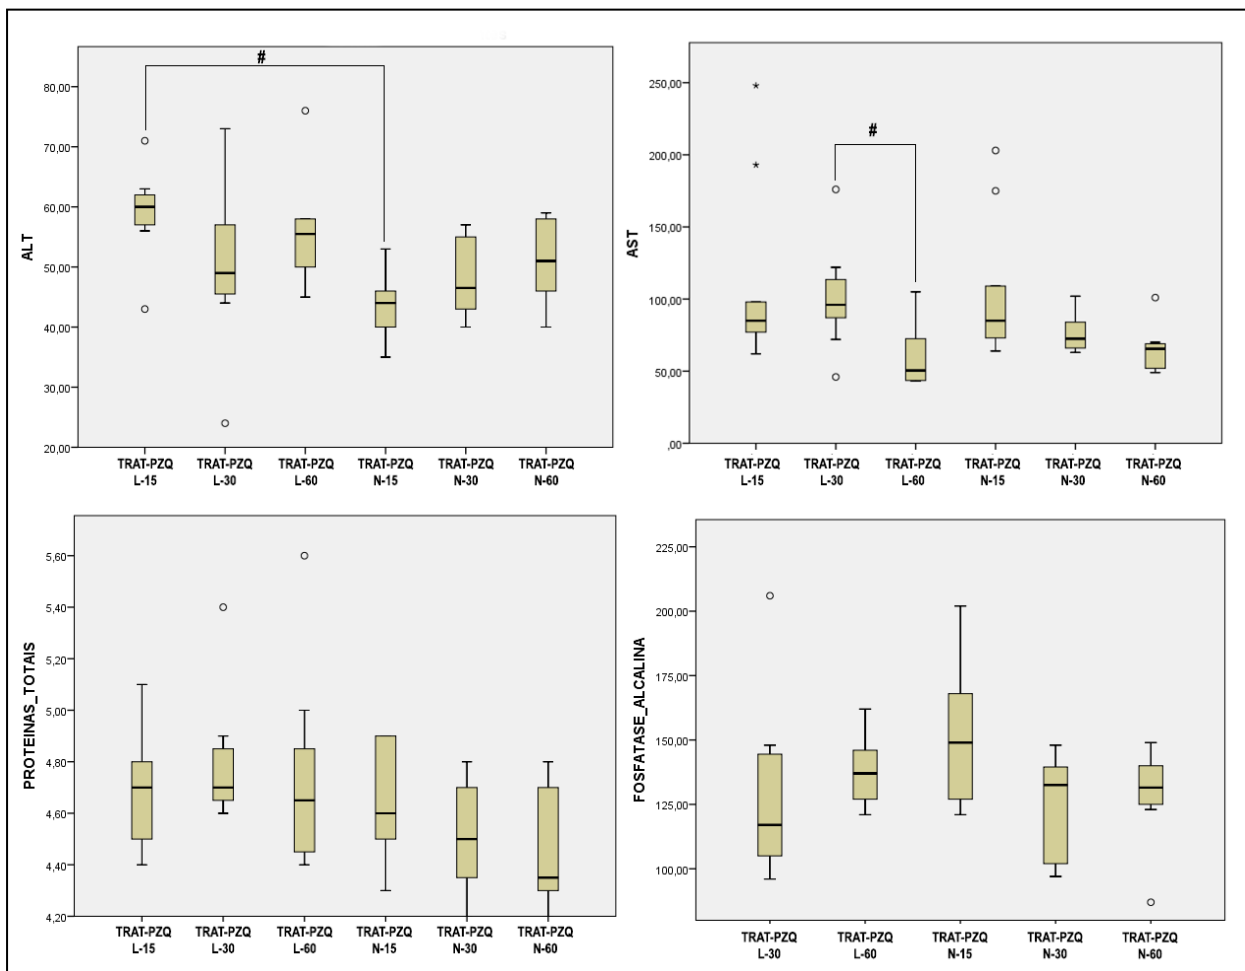 #
80,00
70,00
60,00
50,00
40,00
30,00
20,00
ALT
TRAT-PZQ TRAT-PZQ TRAT-PZQ TRAT-PZQ TRAT-PZQ TRAT-PZQ
L-15 L-30 L-60 N-15 N-30 N-60
#
250,00
200,00
150,00
100,00
50,00
,00
AST
TRAT-PZQ TRAT-PZQ TRAT-PZQ TRAT-PZQ TRAT-PZQ TRAT-PZQ
L-15 L-30 L-60 N-15 N-30 N-60
5,60
5,40
5,20
5,00
4,80
4,60
4,40
4,20
PROTEINAS_TOTAIS
TRAT-PZQ TRAT-PZQ TRAT-PZQ TRAT-PZQ TRAT-PZQ TRAT-PZQ
L-15 L-30 L-60 N-15 N-30 N-60
225,00
200,00
175,00
150,00
125,00
100,00
FOSFATASE_ALCALINA
TRAT-PZQ TRAT-PZQ TRAT-PZQ TRAT-PZQ TRAT-PZQ
L-30 L-60 N-15 N-30 N-60